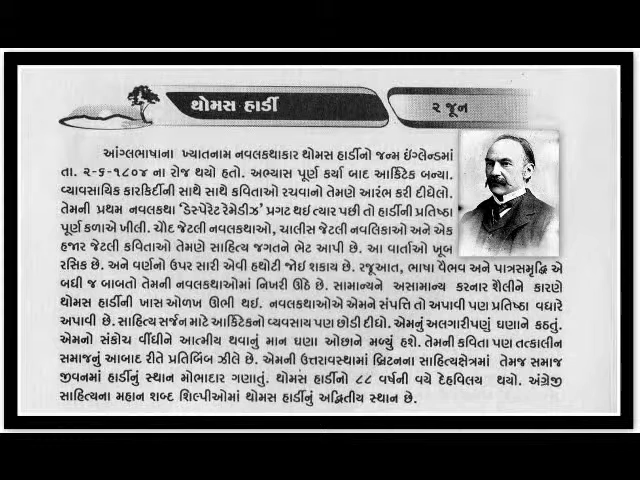 થોમસ હાર્ડી
૨ જૂન
આંગ્લભાષાના ખ્યાતનામ નવલકથાકાર થોમસ હાર્ડીનો જન્મ ઇંગ્લેન્ડમાં
તા. ૨-૬-૧૮૦૪ ના રોજ થયો હતો. અભ્યાસ પૂર્ણ કર્યા બાદ આર્કિટેક બન્યા.
વ્યાવસાયિક કારકિર્દીની સાથે સાથે કવિતાઓ રચવાનો તેમણે આરંભ કરી દીધેલો.
તેમની પ્રથમ નવલકથા ‘ડેસ્પેરેટ રેમેડીઝ’ પ્રગટ થઈ ત્યાર પછી તો હાર્ડીની પ્રતિષ્ઠા
પૂર્ણ કળાએ ખીલી. ચૌદ જેટલી નવલકથાઓ, ચાલીસ જેટલી નવલિકાઓ અને એક
હજાર જેટલી કવિતાઓ તેમણે સાહિત્ય જગતને ભેટ આપી છે. આ વાર્તાઓ ખૂબ
રસિક છે. અને વર્ણનો ઉપર સારી એવી હથોટી જોઈ શકાય છે. રજૂઆત, ભાષા વૈભવ અને પાત્રસમૃદ્ધિ એ
બધી જ બાબતો તેમની નવલકથાઓમાં નિખરી ઊઠે છે. સામાન્યને અસામાન્ય કરનાર શૈલીને કારણે
થોમસ હાર્ડીની ખાસ ઓળખ ઊભી થઈ. નવલકથાઓએ એમને સંપત્તિ તો અપાવી પણ પ્રતિષ્ઠા વધારે
અપાવી છે. સાહિત્ય સર્જન માટે આર્કિટેકનો વ્યવસાય પણ છોડી દીધો. એમનું અલગારીપણું ઘણાને કઠતું.
એમનો સંકોચ વીંધીને આત્મીય થવાનું માન ઘણા ઓછાને મળ્યું હશે. તેમની કવિતા પણ તત્કાલીન
સમાજનું આબાદ રીતે પ્રતિબિંબ ઝીલે છે. એમની ઉત્તરાવસ્થામાં બ્રિટનના સાહિત્યક્ષેત્રમાં તેમજ સમાજ
જીવનમાં હાર્ડીનું સ્થાન મોભાદાર ગણાતું. થોમસ હાર્ડીનો ૮૮ વર્ષની વયે દેહવિલય થયો. અંગ્રેજી
સાહિત્યના મહાન શબ્દ શિલ્પીઓમાં થોમસ હાર્ડીનું અદ્વિતીય સ્થાન છે.